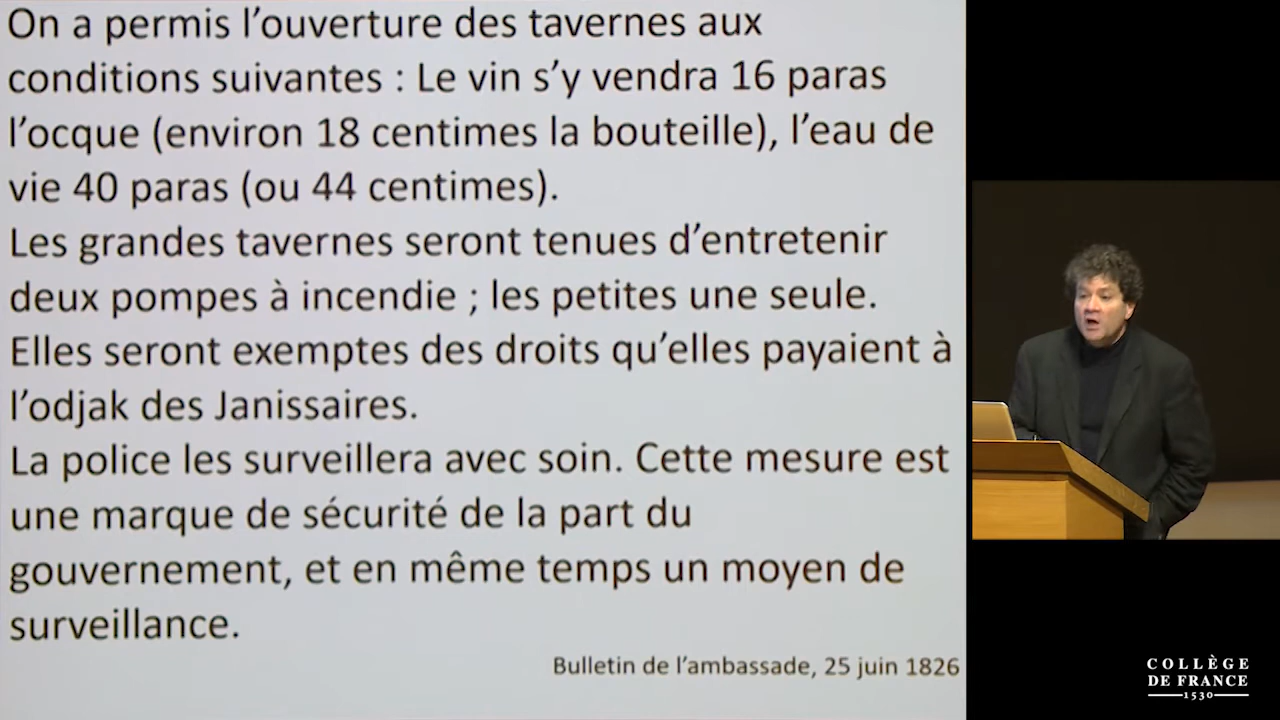 On a permis l’ouverture des tavernes aux
conditions suivantes : Le vin s’y vendra 16 paras
l’ocque (environ 18 centimes la bouteille), l’eau de
vie 40 paras (ou 44 centimes).
Les grandes tavernes seront tenues d’entretenir
deux pompes à incendie ; les petites une seule.
Elles seront exemptes des droits qu’elles payaient à
l’odjak des Janissaires.
La police les surveillera avec soin. Cette mesure est
une marque de sécurité de la part du
gouvernement, et en même temps un moyen de
surveillance.
Bulletin de l’ambassade, 25 juin 1826
COLLÈGE
DE FRANCE
1530